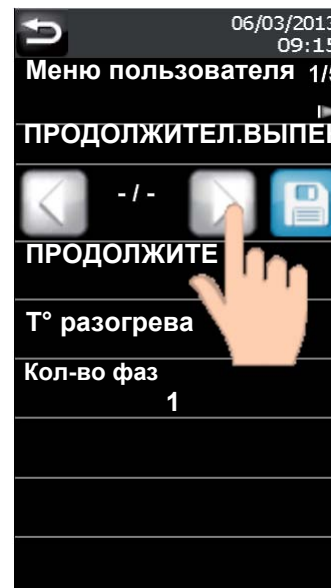 06/03/2013
09:15
Меню пользователя 1/5
ПРОДОЛЖИТЕЛ.ВЫПЕ
- / -
ПРОДОЛЖИТЕ
Т° разогрева
Кол-во фаз
1